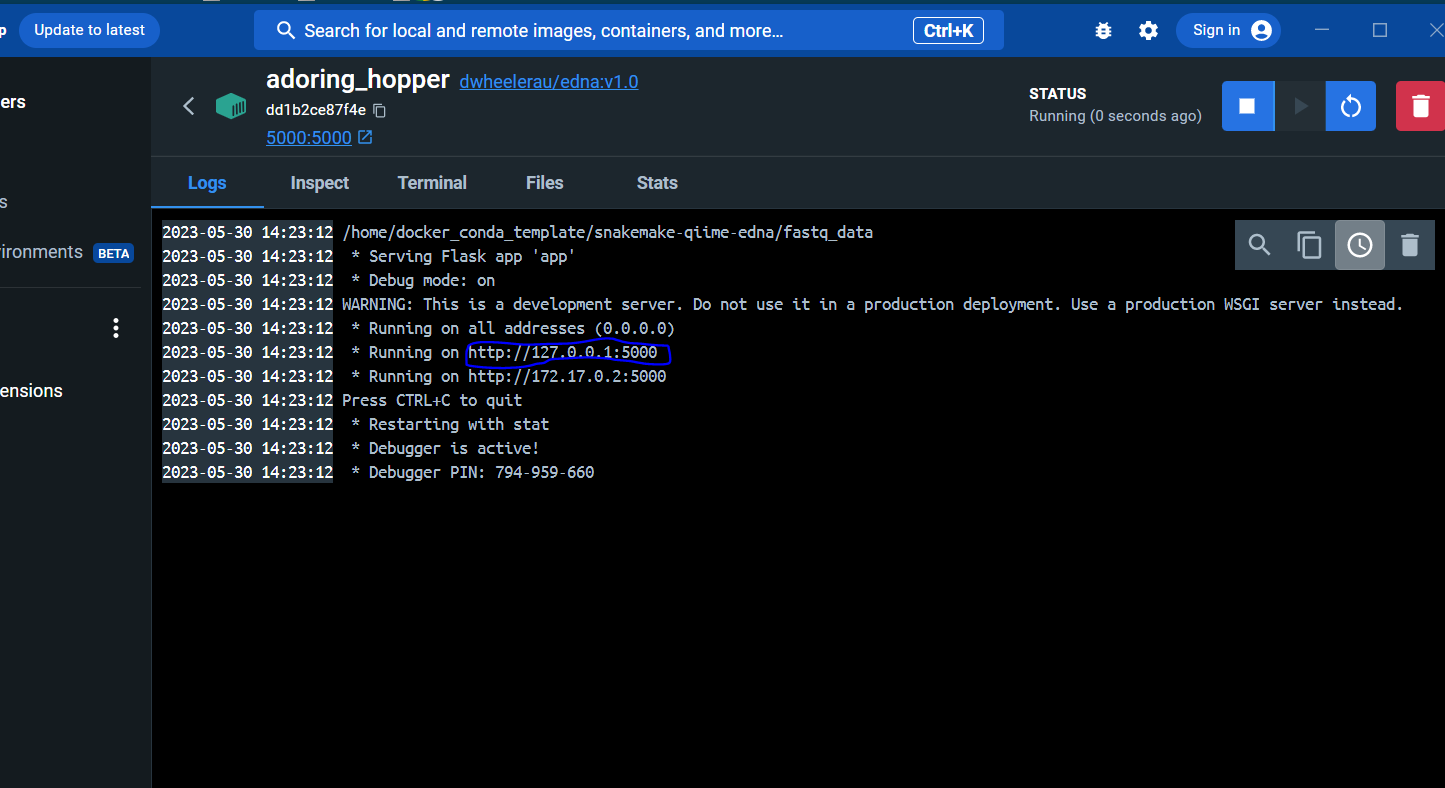 p Update to latest Search for local and remote images, containers, and more... Ctrl+K Sign in
ers
adoring_hopper dwheelerau/edna:v1.0
dd1b2ce87f4e
5000:5000
STATUS
Running (0 seconds ago)
s
ironments BETA
ensions
Logs Inspect Terminal Files Stats
2023-05-30 14:23:12 /home/docker_conda_template/snakemake-qiime-edna/fastq_data
2023-05-30 14:23:12 * Serving Flask app 'app'
2023-05-30 14:23:12 * Debug mode: on
2023-05-30 14:23:12 WARNING: This is a development server. Do not use it in a production deployment. Use a production WSGI server instead.
2023-05-30 14:23:12 * Running on all addresses (0.0.0.0)
2023-05-30 14:23:12 * Running on http://127.0.0.1:5000
2023-05-30 14:23:12 * Running on http://172.17.0.2:5000
2023-05-30 14:23:12 Press CTRL+C to quit
2023-05-30 14:23:12 * Restarting with stat
2023-05-30 14:23:12 * Debugger is active!
2023-05-30 14:23:12 * Debugger PIN: 794-959-660